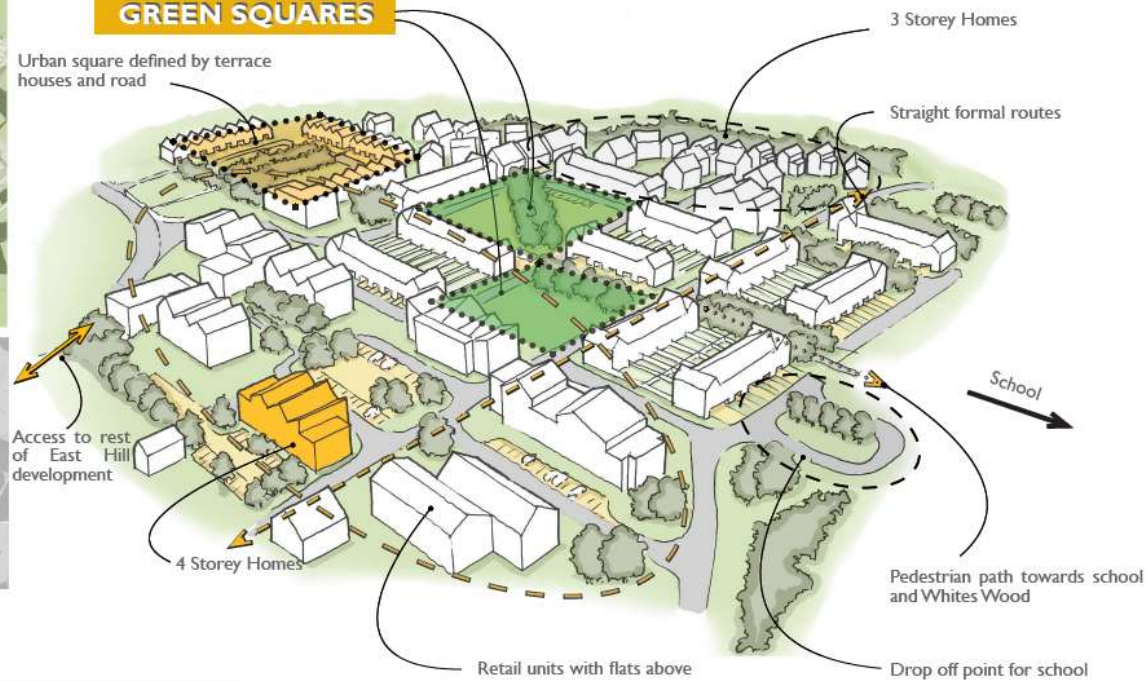 GREEN SQUARES
3 Storey Homes
Urban square defined by terrace
houses and road
Straight formal routes
School
Access to rest
of East Hill
development
4 Storey Homes
Pedestrian path towards school
and Whites Wood
Retail units with flats above
Drop off point for school